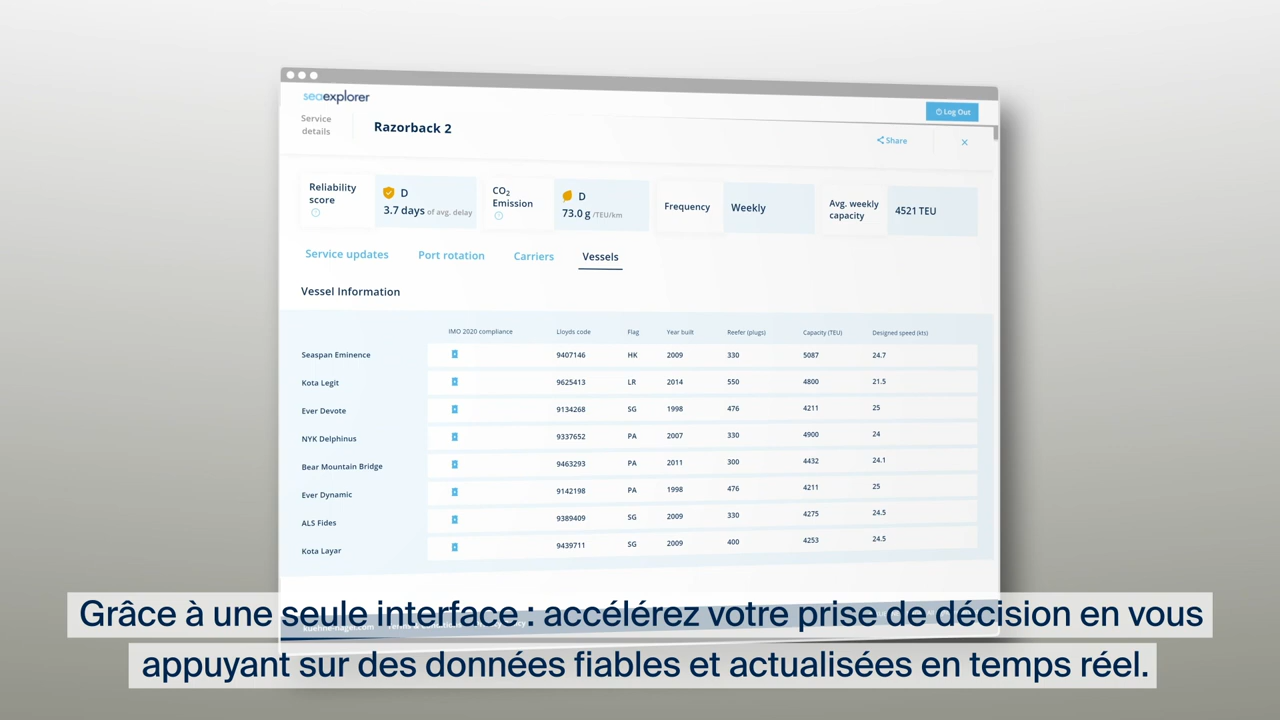 seaexplorer
Log Out
Service details
Razorback 2
Share
Reliability score
D
3.7 days of avg. delay
CO2 Emission
D
73.0 g /TEU/km
Frequency
Weekly
Avg. weekly capacity
4521 TEU
Service updates Port rotation Carriers Vessels
Vessel Information
IMO 2020 compliance Lloyds code Flag Year built Reefer (plugs) Capacity (TEU) Designed speed (kts)
Seaspan Eminence 9407146 HK 2009 330 5087 24.7
Kota Legit 9625413 LR 2014 550 4800 21.5
Ever Devote 9134268 SG 1998 476 4211 25
NYK Delphinus 9337652 PA 2007 330 4900 24
Bear Mountain Bridge 9463293 PA 2011 300 4432 24.1
Ever Dynamic 9142198 PA 1998 476 4211 25
ALS Fides 9389409 SG 2009 330 4275 24.5
Kota Layar 9439711 SG 2009 400 4253 24.5
Grâce à une seule interface : accélérez votre prise de décision en vous
appuyant sur des données fiables et actualisées en temps réel.